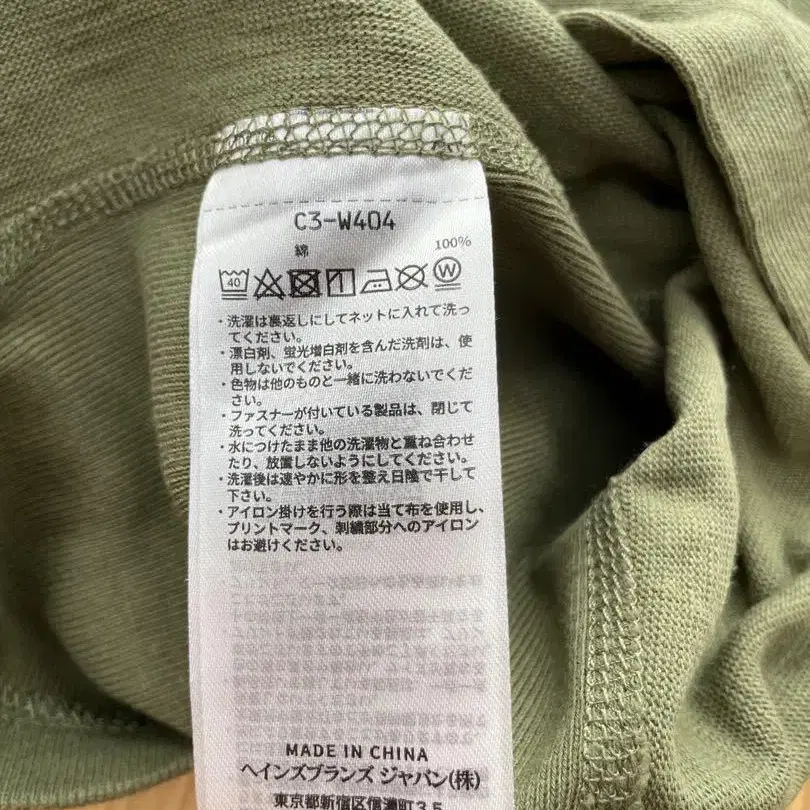 C3-W404
綿 100%
40 W
・洗濯は裏返しにしてネットに入れて洗っ
てください。
・漂白剤、蛍光増白剤を含んだ洗剤は、使
用しないでください。
・色物は他のものと一緒に洗わないでくだ
さい。
・ファスナーが付いている製品は、閉じて
洗ってください。
・水につけたまま他の洗濯物と重ね合わせ
たり、放置しないようにしてください。
・洗濯後は速やかに形を整え日陰で干して
下さい。
・アイロン掛けを行う際は当て布を使用し、
プリントマーク、刺繍部分へのアイロン
はお避けください。
MADE IN CHINA
ヘインズブランズ ジャパン(株)
東京都新宿区信濃町35